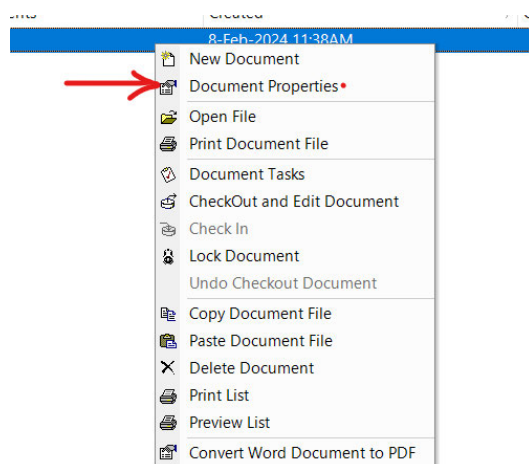 Created
8-Feb-2024 11:38AM
New Document
Document Properties
Open File
Print Document File
Document Tasks
CheckOut and Edit Document
Check In
Lock Document
Undo Checkout Document
Copy Document File
Paste Document File
Delete Document
Print List
Preview List
Convert Word Document to PDF